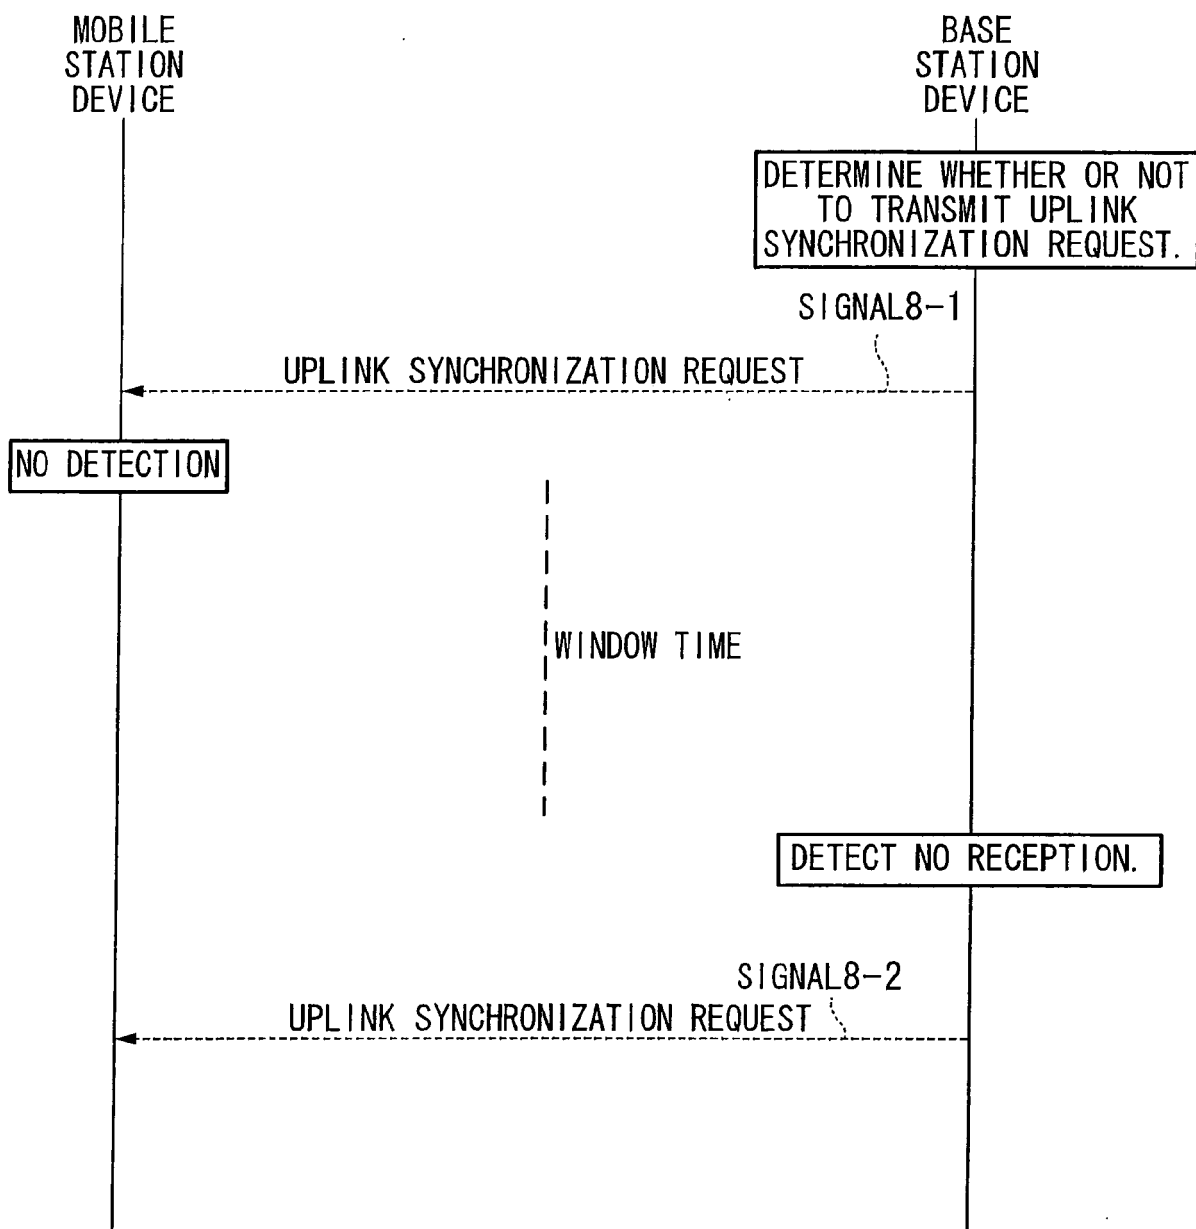 MOBILE
STATION
DEVICE
BASE
STATION
DEVICE
DETERMINE WHETHER OR NOT
TO TRANSMIT UPLINK
SYNCHRONIZATION REQUEST.
SIGNAL8-1
UPLINK SYNCHRONIZATION REQUEST
NO DETECTION
WINDOW TIME
DETECT NO RECEPTION.
SIGNAL8-2
UPLINK SYNCHRONIZATION REQUEST